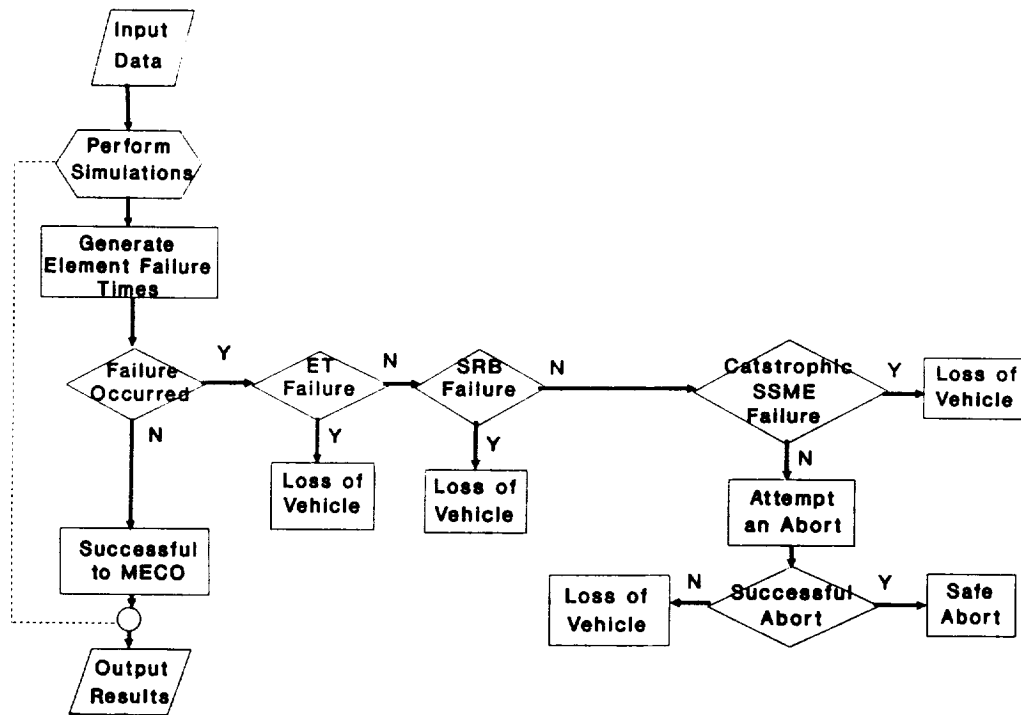 Input
Data
Perform
Simulations
Generate
Element Failure
Times
Failure
Occurred
Y
N
ET
Failure
N
Y
Loss of
Vehicle
SRB
Failure
N
Y
Loss of
Vehicle
Catstrophic
SSME
Failure
Y
Loss of
Vehicle
N
Attempt
an Abort
Successful
Abort
N
Loss of
Vehicle
Y
Safe
Abort
Successful
to MECO
Output
Results